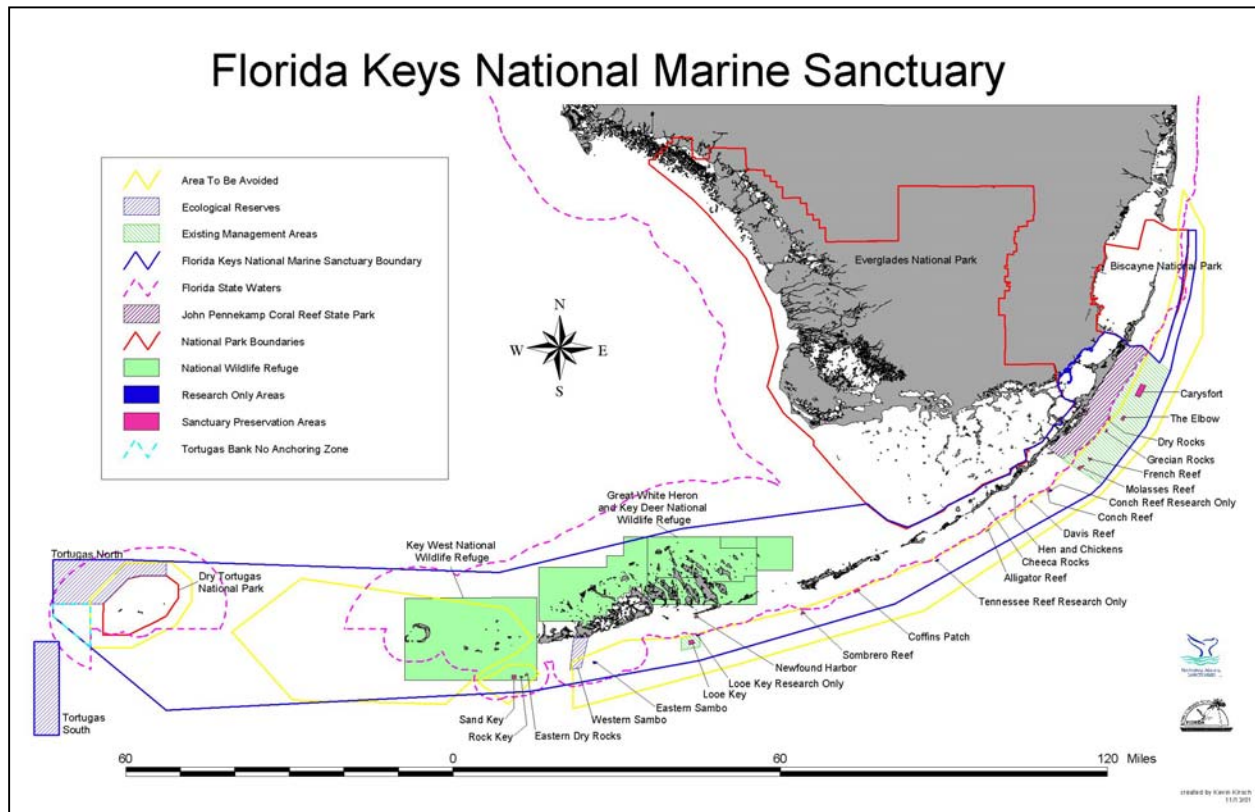 Florida Keys National Marine Sanctuary
Area To Be Avoided
Ecological Reserves
Existing Management Areas
Florida Keys National Marine Sanctuary Boundary
Florida State Waters
John Pennekamp Coral Reef State Park
National Park Boundaries
National Wildlife Refuge
Research Only Areas
Sanctuary Preservation Areas
Tortugas Bank No Anchoring Zone
N
W
E
S
Everglades National Park
Biscayne National Park
Carysfort
The Elbow
Dry Rocks
Grecian Rocks
French Reef
Molasses Reef
Conch Reef Research Only
Conch Reef
Davis Reef
Hen and Chickens
Cheeca Rocks
Alligator Reef
Tennessee Reef Research Only
Coffins Patch
Sombrero Reef
Newfound Harbor
Looe Key Research Only
Looe Key
Eastern Sambo
Western Sambo
Eastern Dry Rocks
Rock Key
Sand Key
Great White Heron
and Key Deer National
Wildlife Refuge
Key West National
Wildlife Refuge
Tortugas North
Dry Tortugas
National Park
Tortugas
South
60
0
60
120
Miles
created by Kevin Kirsch